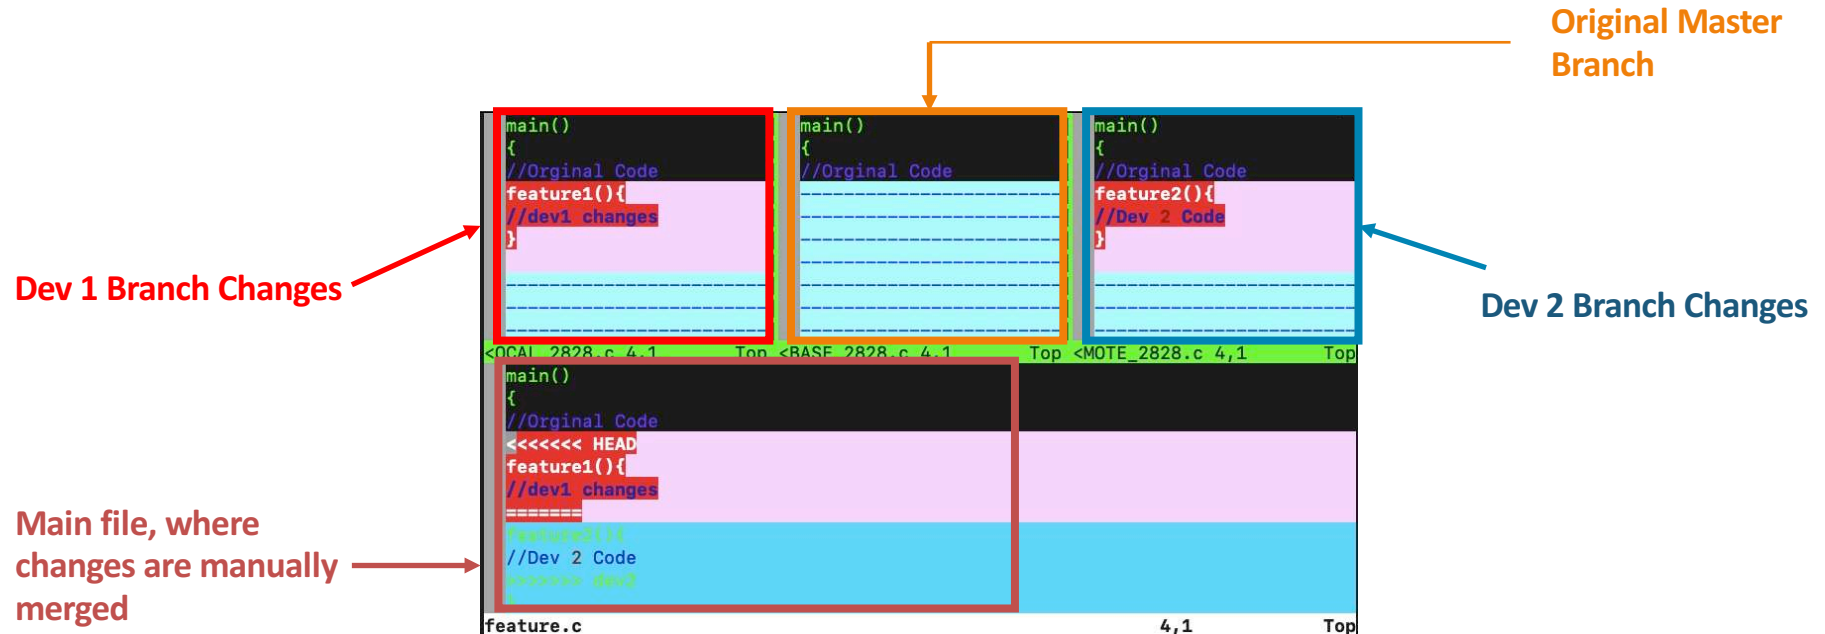 Original Master
Branch
main()
{
//Orginal Code
feature1(){
//dev1 changes
}
main()
{
//Orginal Code
main()
{
//Orginal Code
feature2(){
//Dev 2 Code
}
Dev 1 Branch Changes
Dev 2 Branch Changes
<OCAL_2828.c 4,1 Top <BASE_2828.c 4,1 Top <MOTE_2828.c 4,1 Top
main()
{
//Orginal Code
<<<<<<< HEAD
feature1(){
//dev1 changes
=======
feature2(){
//Dev 2 Code
>>>>>>> dev2
Main file, where
changes are manually
merged
feature.c 4,1 Top